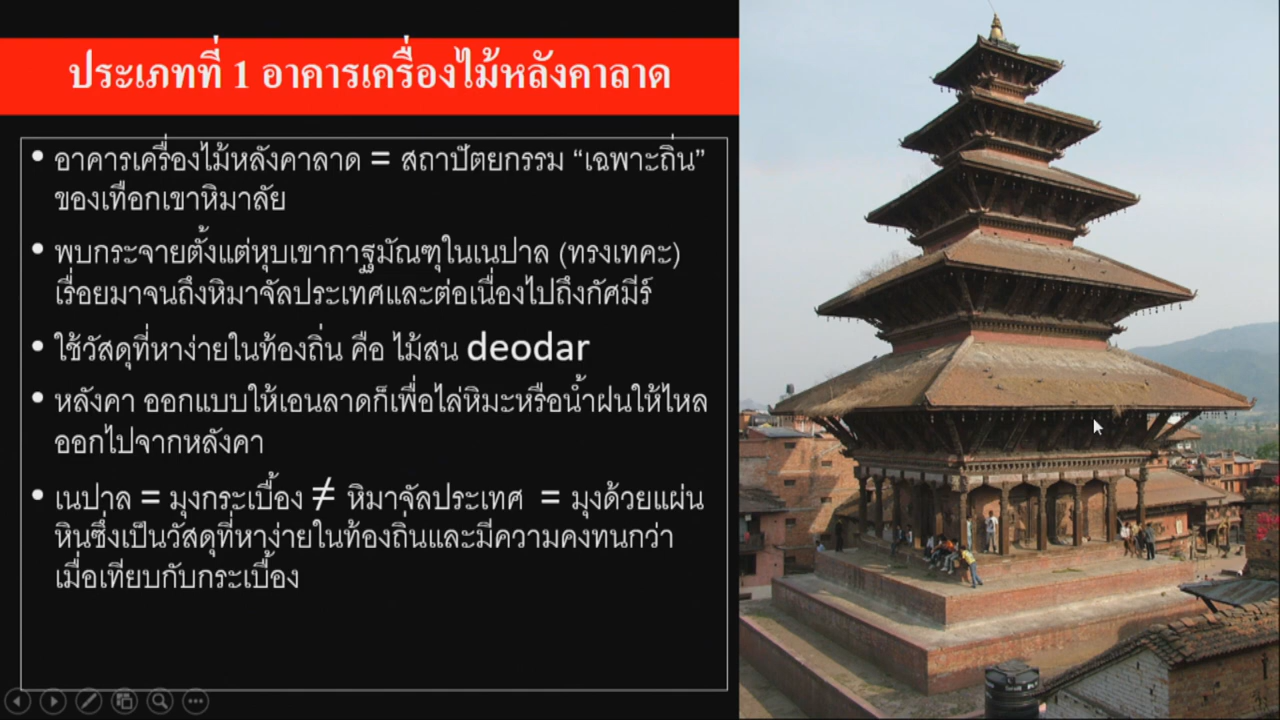 ประเภทที่ 1 อาคารเครื่องไม้หลังคาลาด
• อาคารเครื่องไม้หลังคาลาด = สถาปัตยกรรม “เฉพาะถิ่น”
ของเทือกเขาหิมาลัย
• พบกระจายตั้งแต่หุบเขากาฐมัณฑุในเนปาล (ทรงเทคะ)
เรื่อยมาจนถึงหิมาจัลประเทศและต่อเนื่องไปถึงกัศมีร์
• ใช้วัสดุที่หาง่ายในท้องถิ่น คือ ไม้สน deodar
• หลังคา ออกแบบให้เอนลาดก็เพื่อไล่หิมะหรือน้ำฝนให้ไหล
ออกไปจากหลังคา
• เนปาล = มุงกระเบื้อง ≠ หิมาจัลประเทศ = มุงด้วยแผ่น
หินซึ่งเป็นวัสดุที่หาง่ายในท้องถิ่นและมีความคงทนกว่า
เมื่อเทียบกับกระเบื้อง